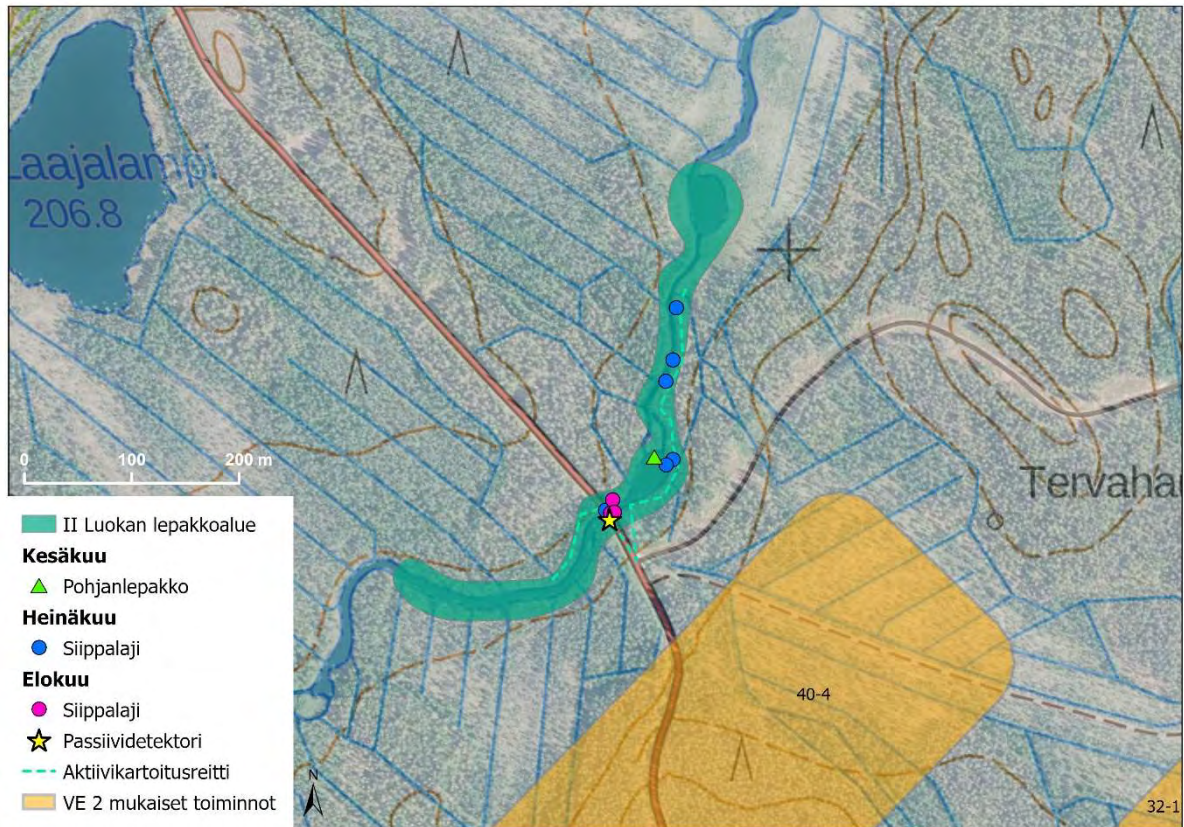 Laajalampi
206.8
Tervahau
0 100 200 m
II Luokan lepakkoalue
Kesäkuu
Pohjanlepakko
Heinäkuu
Siippalaji
Elokuu
Siippalaji
Passiividetektori
Aktiivikartoitusreitti
VE 2 mukaiset toiminnot
N
40-4
32-1